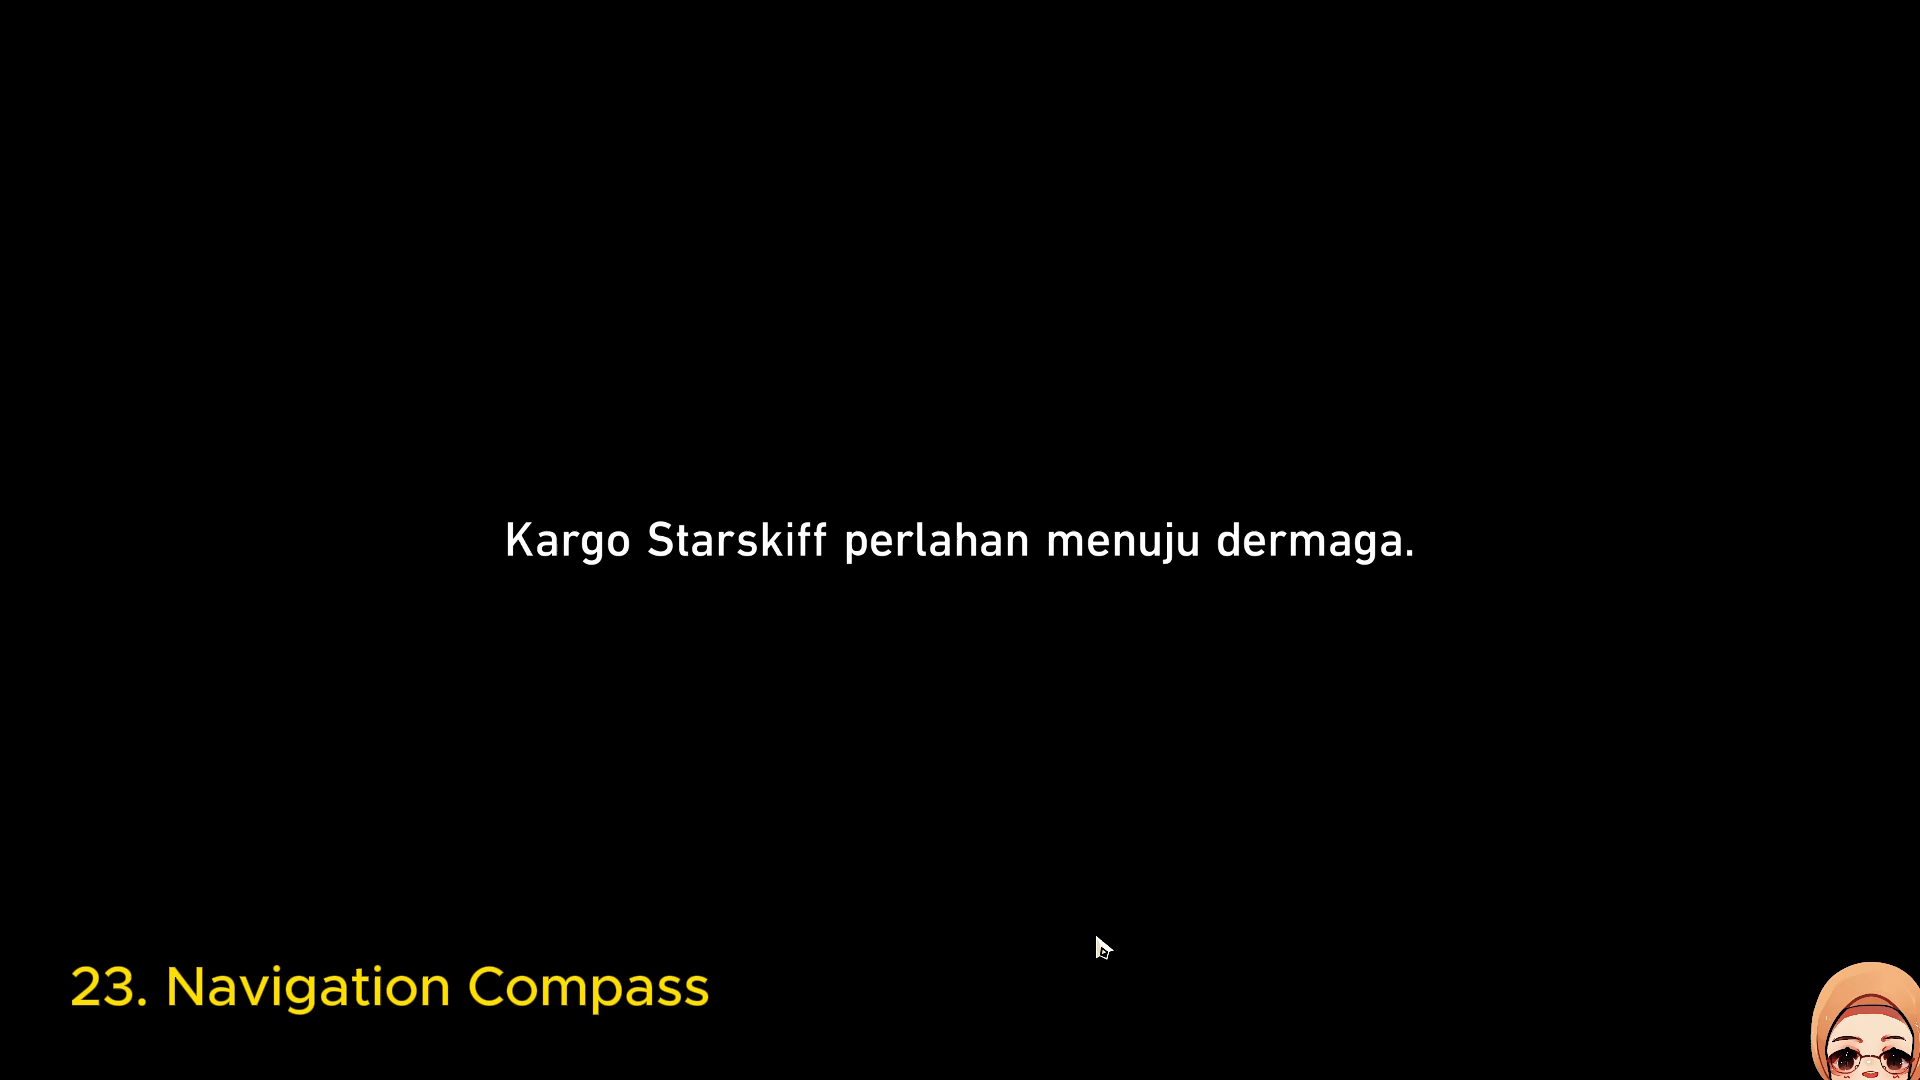 Kargo Starskiff perlahan menuju dermaga.
23. Navigation Compass